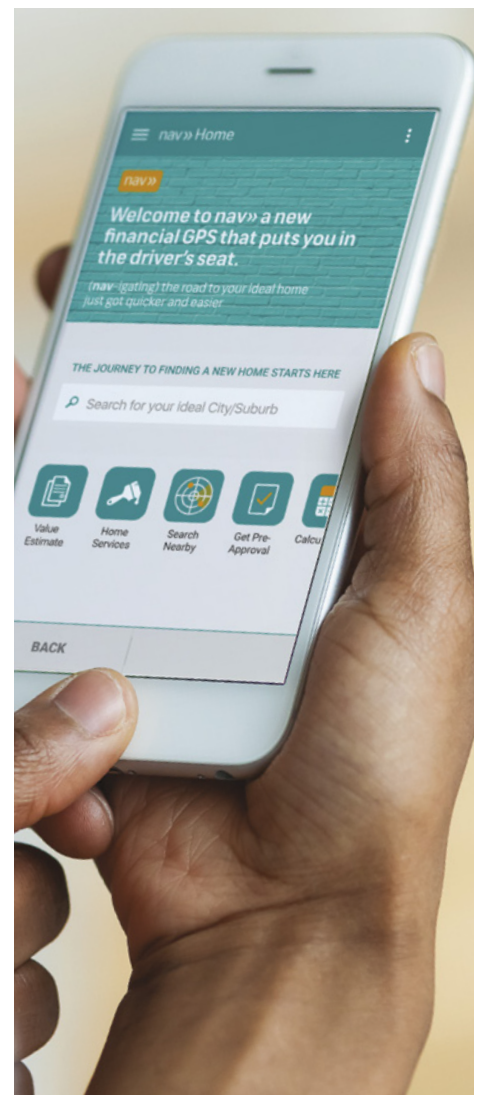 nav» Home
nav»
Welcome to nav» a new
financial GPS that puts you in
the driver's seat.
(nav-igating) the road to your ideal home
just got quicker and easier
THE JOURNEY TO FINDING A NEW HOME STARTS HERE
Search for your ideal City/Suburb
Value
Estimate
Home
Services
Search
Nearby
Get Pre-
Approval
Calcu
BACK